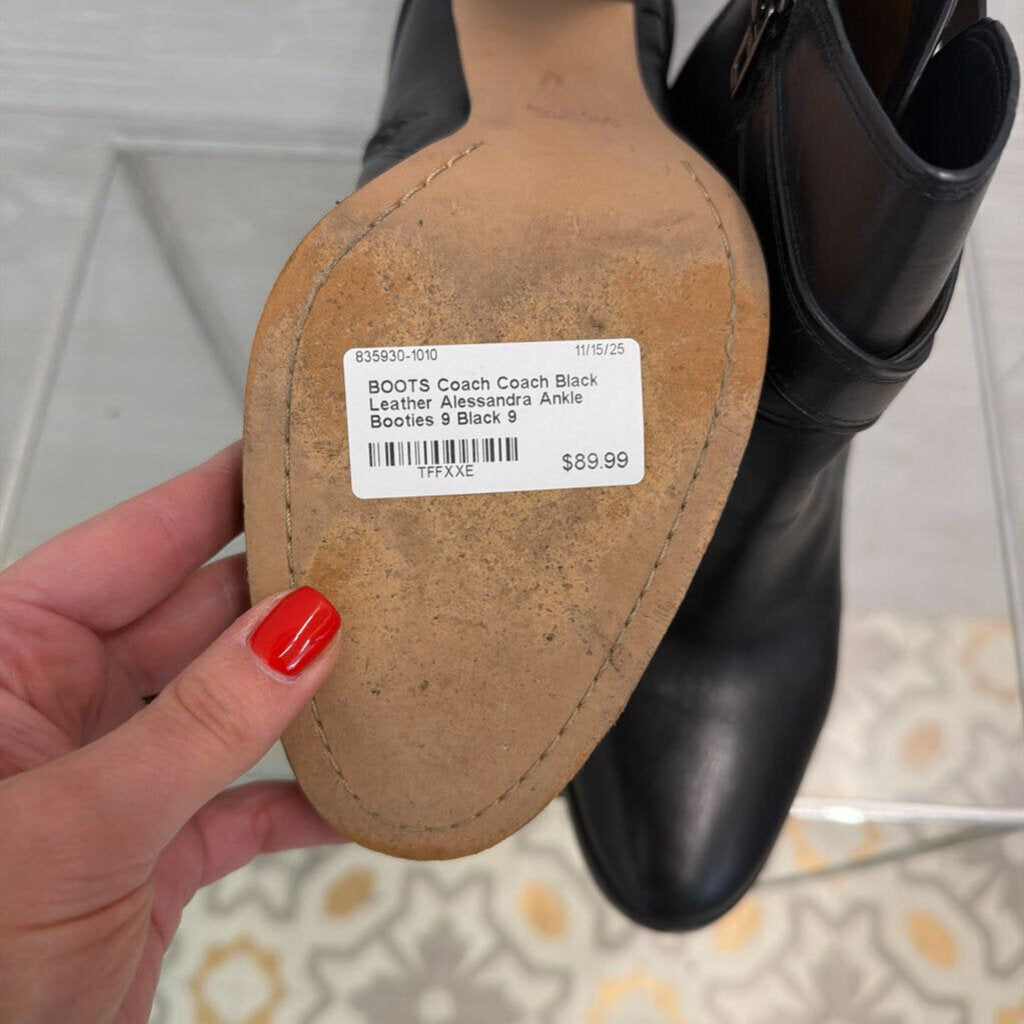 835930-1010 11/15/25
BOOTS Coach Coach Black
Leather Alessandra Ankle
Booties 9 Black 9
TFFXXE $89.99